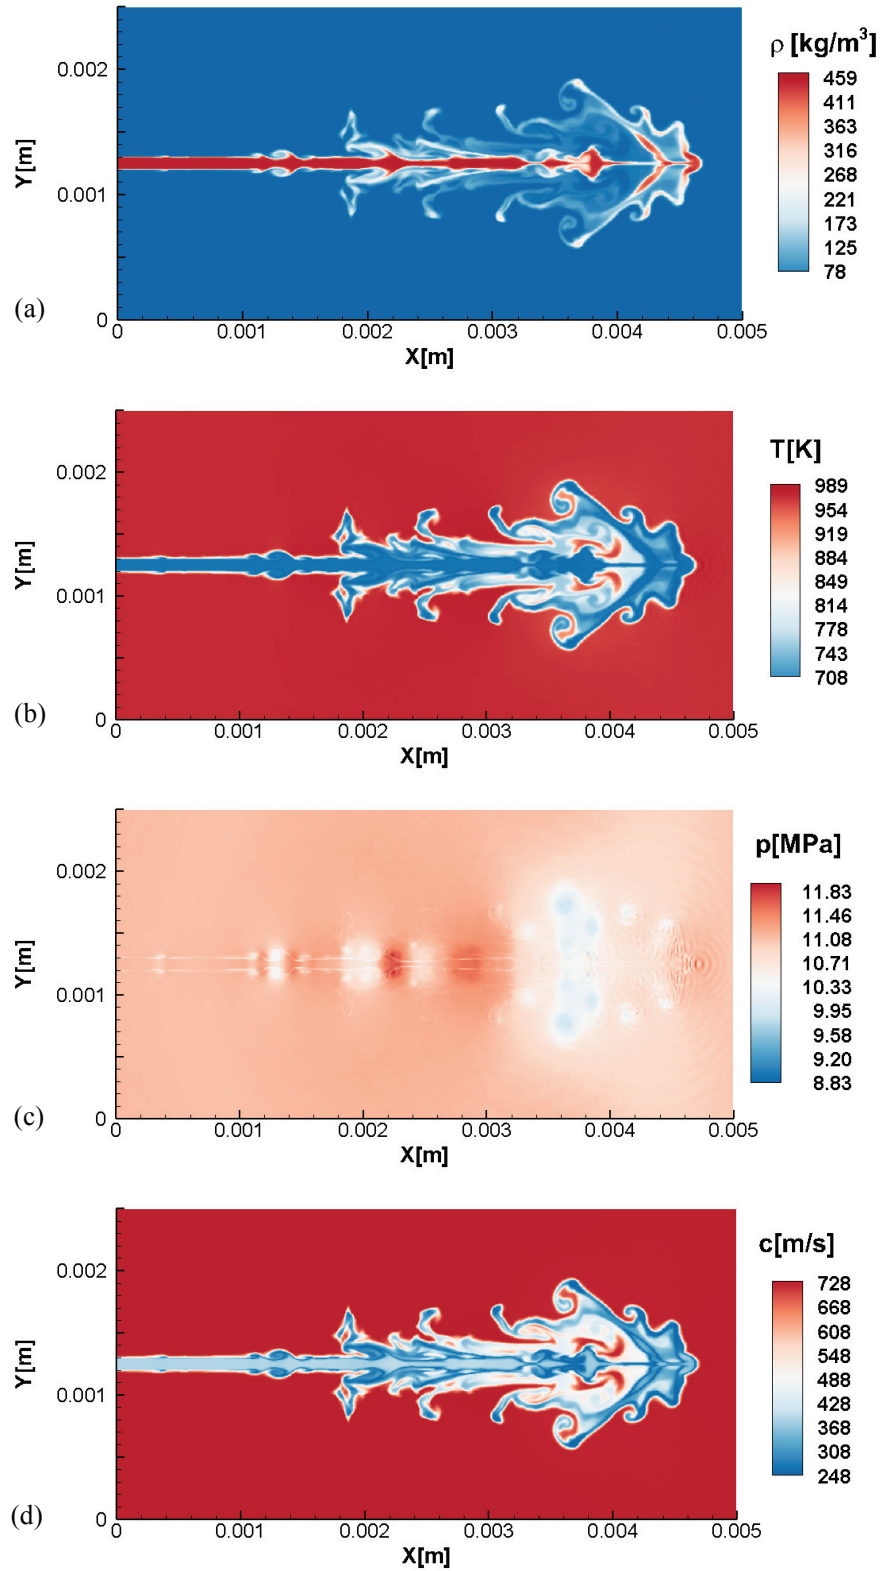 ρ [kg/m³]
459
411
363
316
268
221
173
125
78
Y[m]
0.002
0.001
0
0 0.001 0.002 0.003 0.004 0.005
X[m]
(a)
T[K]
989
954
919
884
849
814
778
743
708
Y[m]
0.002
0.001
0
0 0.001 0.002 0.003 0.004 0.005
X[m]
(b)
p[MPa]
11.83
11.46
11.08
10.71
10.33
9.95
9.58
9.20
8.83
Y[m]
0.002
0.001
0
0 0.001 0.002 0.003 0.004 0.005
X[m]
(c)
c[m/s]
728
668
608
548
488
428
368
308
248
Y[m]
0.002
0.001
0
0 0.001 0.002 0.003 0.004 0.005
X[m]
(d)